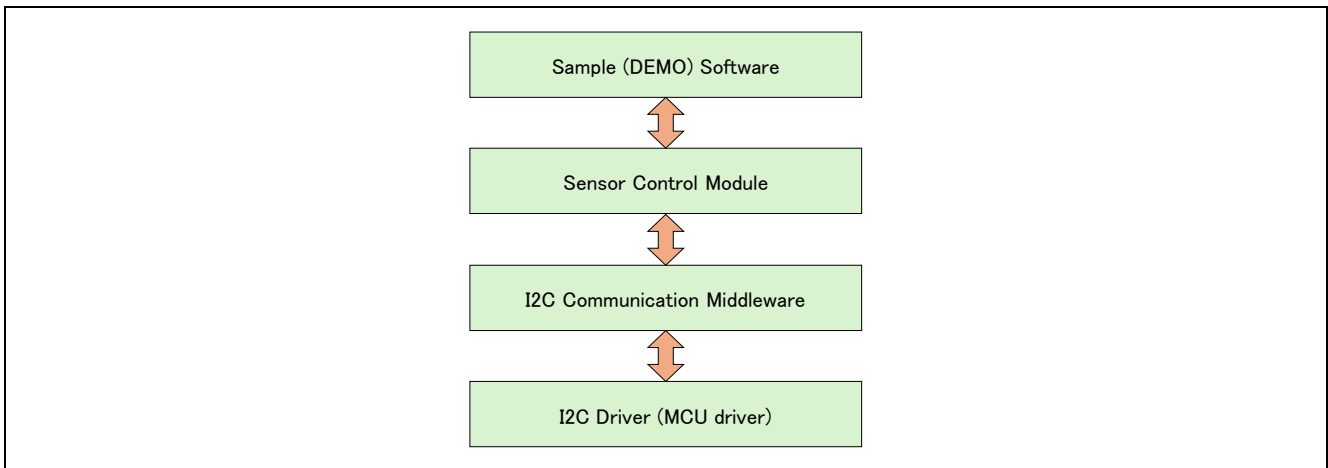 Sample (DEMO) Software
Sensor Control Module
I2C Communication Middleware
I2C Driver (MCU driver)